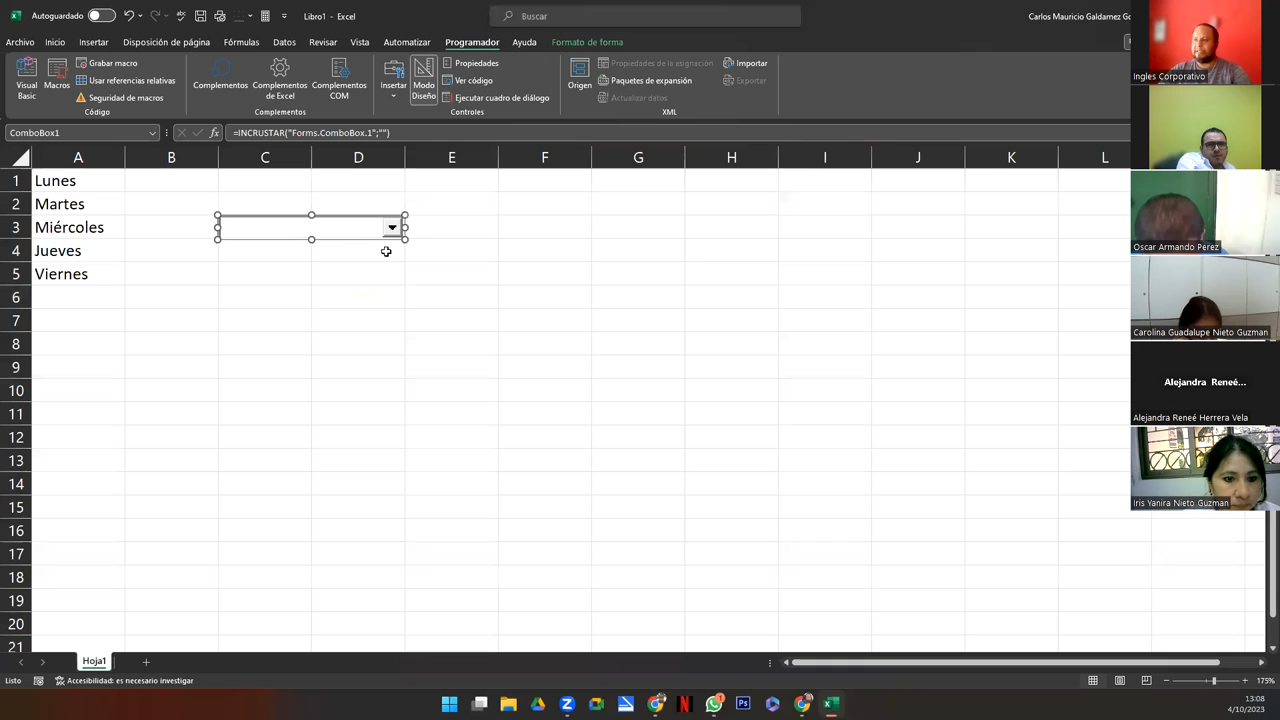 Autoguardado
Libro1 - Excel
Buscar
Carlos Mauricio Galdamez Go
Archivo Inicio Insertar Disposición de página Fórmulas Datos Revisar Vista Automatizar Programador Ayuda Formato de forma
Visual Basic
Macros
Grabar macro
Usar referencias relativas
Seguridad de macros
Código
Complementos
Complementos de Excel
Complementos COM
Complementos
Insertar
Modo Diseño
Propiedades
Ver código
Ejecutar cuadro de diálogo
Controles
Origen
Propiedades de la asignación
Paquetes de expansión
Actualizar datos
Importar
Exportar
XML
ComboBox1
fx
=INCRUSTAR("Forms.ComboBox.1";"")
A B C D E F G H I J K L
1 Lunes
2 Martes
3 Miércoles
4 Jueves
5 Viernes
6
7
8
9
10
11
12
13
14
15
16
17
18
19
20
21
Hoja1
Listo
Accesibilidad: es necesario investigar
175%
13:08
4/10/2023
Ingles Corporativo
Oscar Armando Perez
Carolina Guadalupe Nieto Guzman
Alejandra Reneé...
Alejandra Reneé Herrera Vela
Iris Yanira Nieto Guzman